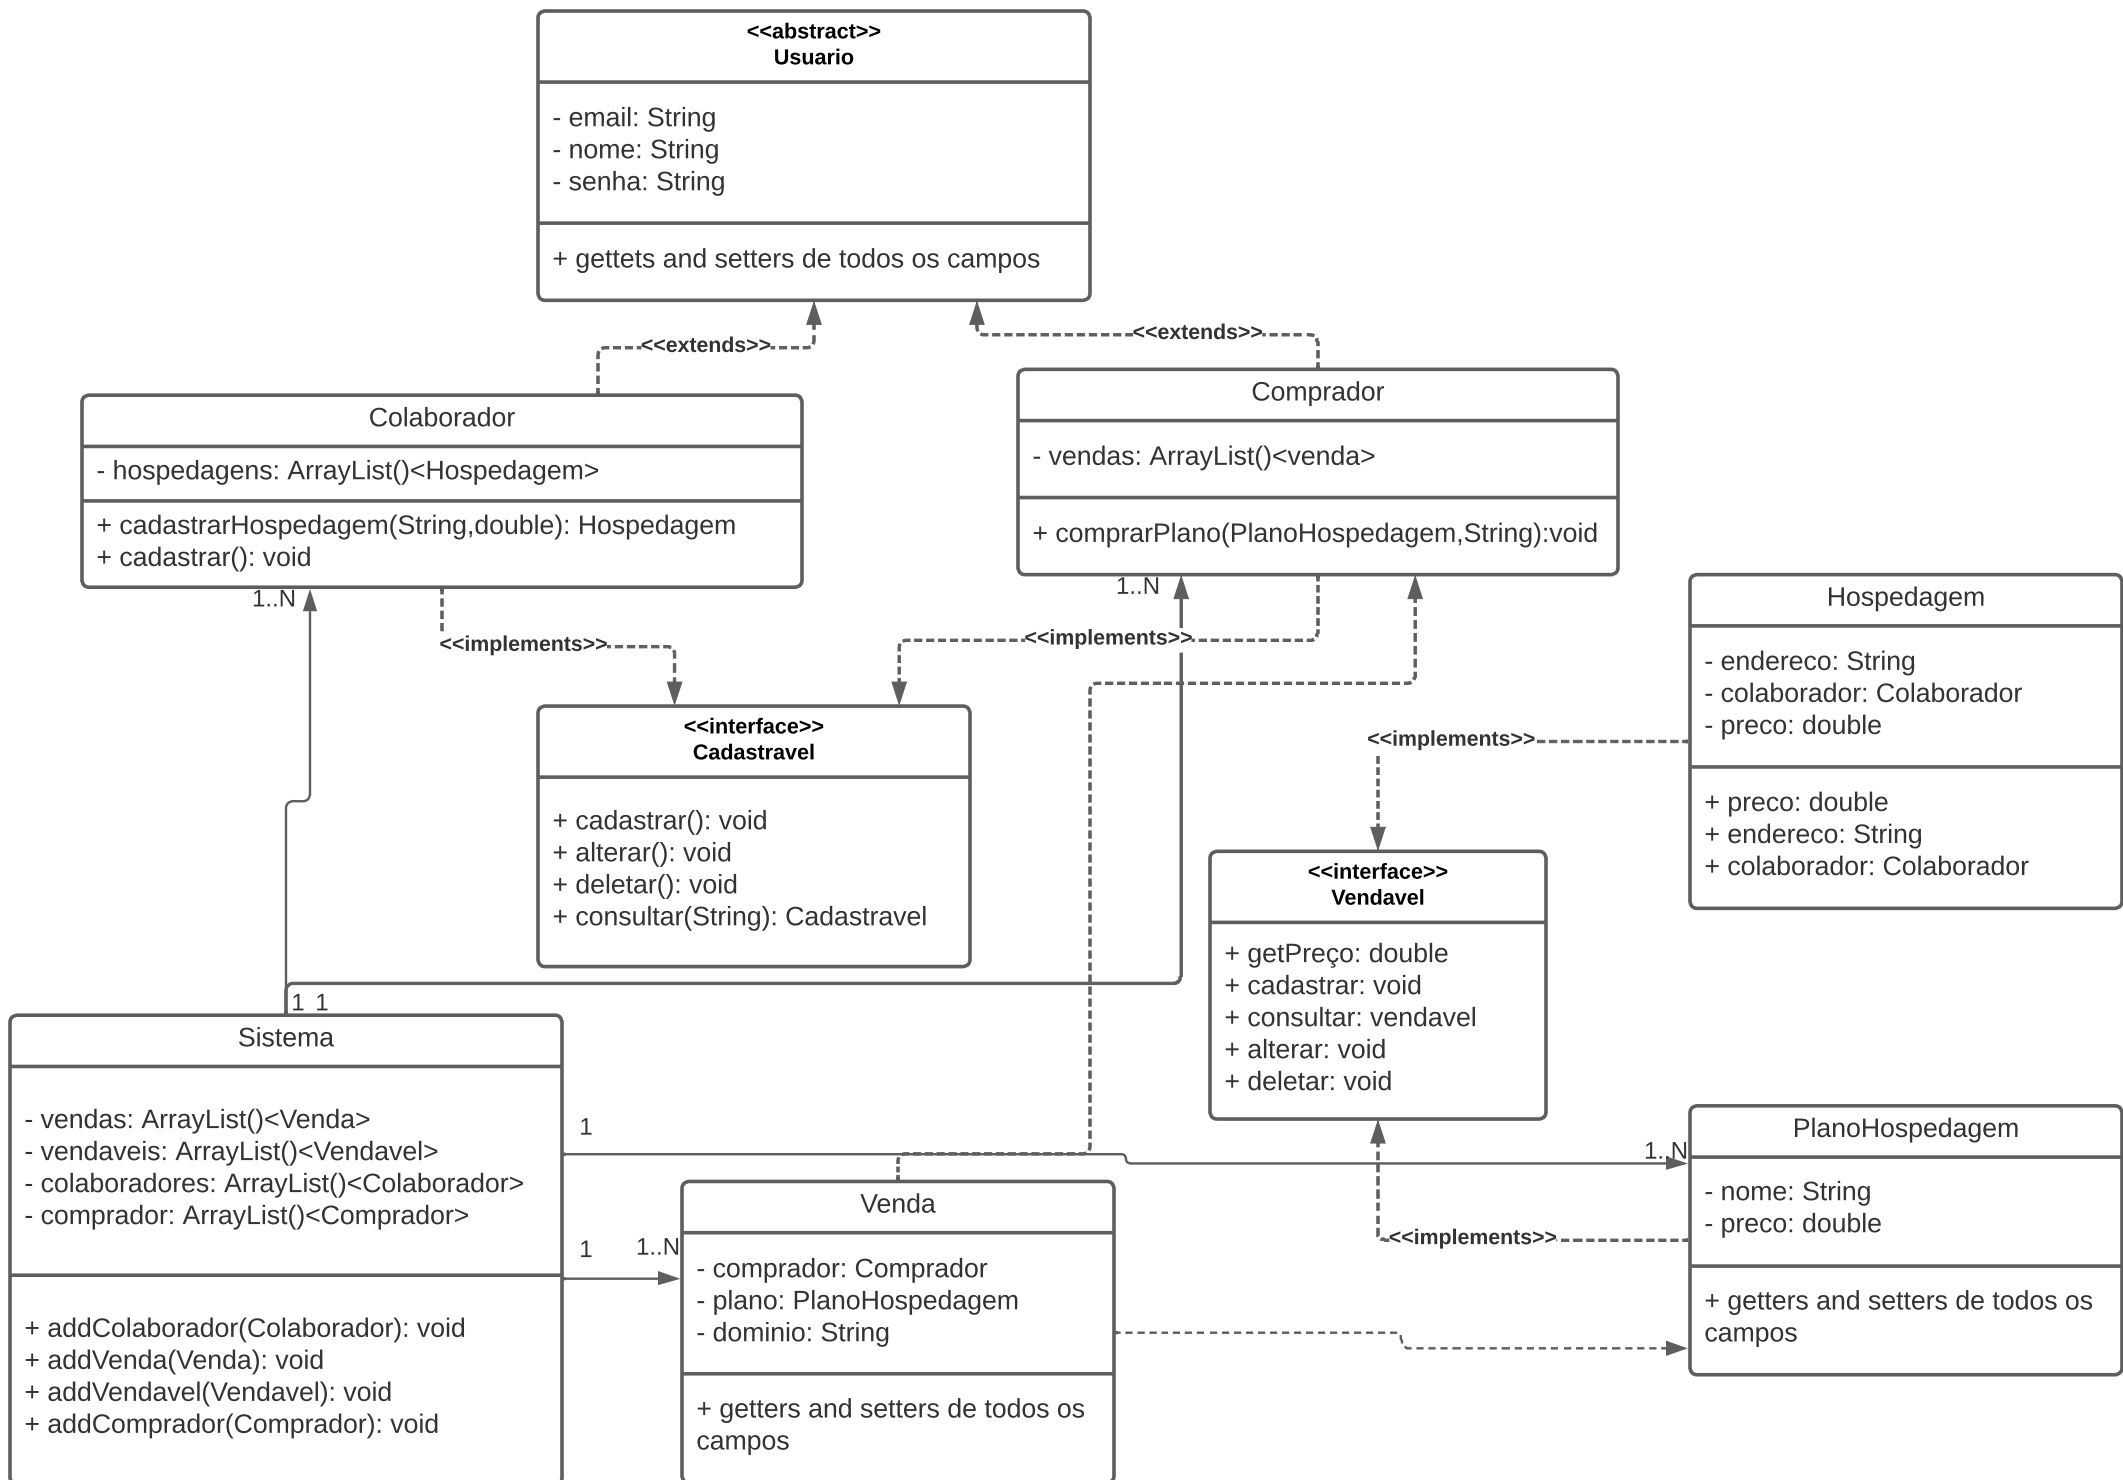 <<abstract>>
Usuario
- email: String
- nome: String
- senha: String
+ gettets and setters de todos os campos
<<extends>>
<<extends>>
Colaborador
- hospedagens: ArrayList()<Hospedagem>
+ cadastrarHospedagem(String,double): Hospedagem
+ cadastrar(): void
Comprador
- vendas: ArrayList()<venda>
+ comprarPlano(PlanoHospedagem,String):void
1..N
1..N
<<implements>>
<<implements>>
Hospedagem
- endereco: String
- colaborador: Colaborador
- preco: double
+ preco: double
+ endereco: String
+ colaborador: Colaborador
<<implements>>
<<interface>>
Cadastravel
+ cadastrar(): void
+ alterar(): void
+ deletar(): void
+ consultar(String): Cadastravel
<<interface>>
Vendavel
+ getPreço: double
+ cadastrar: void
+ consultar: vendavel
+ alterar: void
+ deletar: void
1 1
Sistema
- vendas: ArrayList()<Venda>
- vendaveis: ArrayList()<Vendavel>
- colaboradores: ArrayList()<Colaborador>
- comprador: ArrayList()<Comprador>
+ addColaborador(Colaborador): void
+ addVenda(Venda): void
+ addVendavel(Vendavel): void
+ addComprador(Comprador): void
1
1..N
1
1..N
Venda
- comprador: Comprador
- plano: PlanoHospedagem
- dominio: String
+ getters and setters de todos os
campos
<<implements>>
PlanoHospedagem
- nome: String
- preco: double
+ getters and setters de todos os
campos